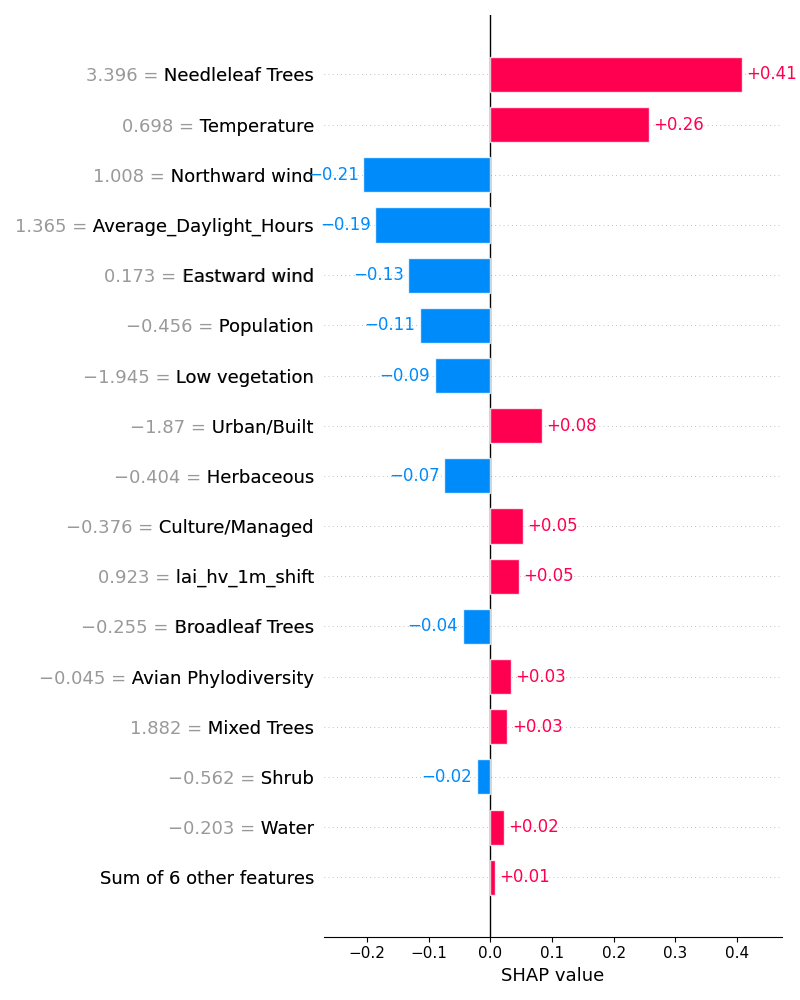 3.396 = Needleleaf Trees +0.41
0.698 = Temperature +0.26
1.008 = Northward wind −0.21
1.365 = Average_Daylight_Hours −0.19
0.173 = Eastward wind −0.13
−0.456 = Population −0.11
−1.945 = Low vegetation −0.09
−1.87 = Urban/Built +0.08
−0.404 = Herbaceous −0.07
−0.376 = Culture/Managed +0.05
0.923 = lai_hv_1m_shift +0.05
−0.255 = Broadleaf Trees −0.04
−0.045 = Avian Phylodiversity +0.03
1.882 = Mixed Trees +0.03
−0.562 = Shrub −0.02
−0.203 = Water +0.02
Sum of 6 other features +0.01
−0.2 −0.1 0.0 0.1 0.2 0.3 0.4
SHAP value